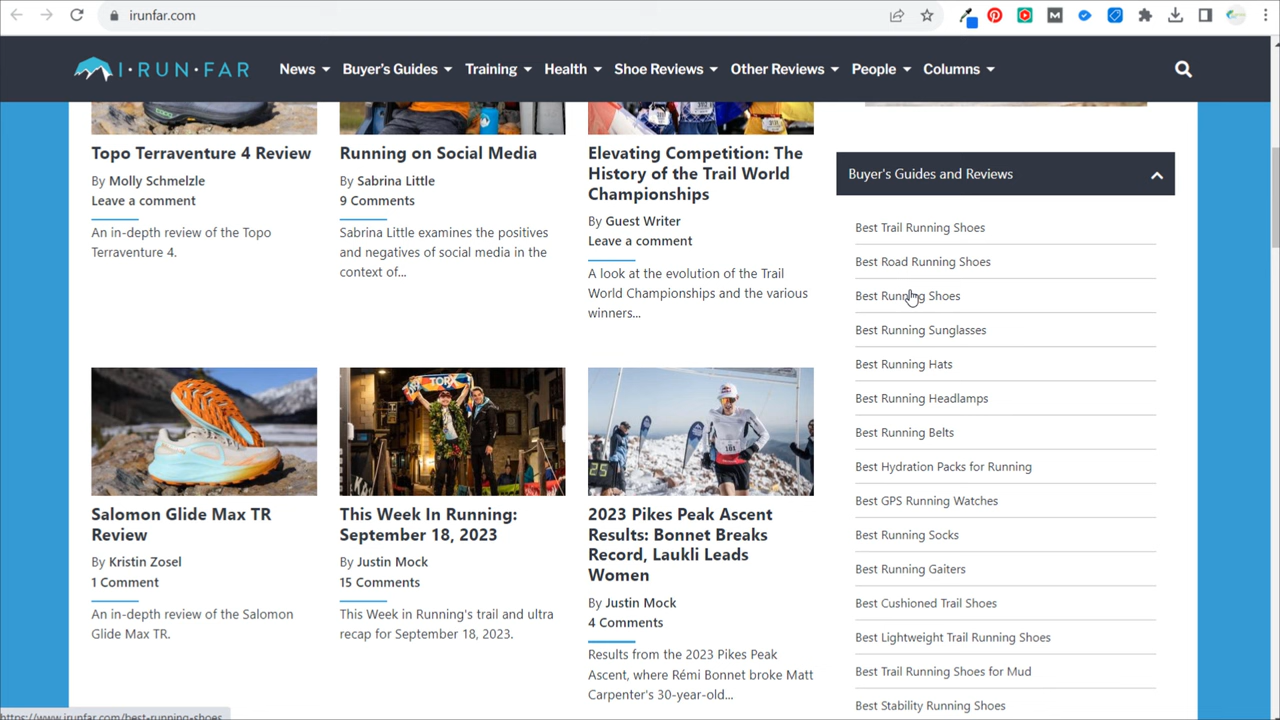 irunfar.com
I·RUN·FAR
News
Buyer's Guides
Training
Health
Shoe Reviews
Other Reviews
People
Columns
Topo Terraventure 4 Review
By Molly Schmelzle
Leave a comment
An in-depth review of the Topo
Terraventure 4.
Running on Social Media
By Sabrina Little
9 Comments
Sabrina Little examines the positives
and negatives of social media in the
context of...
Elevating Competition: The
History of the Trail World
Championships
By Guest Writer
Leave a comment
A look at the evolution of the Trail
World Championships and the various
winners...
Salomon Glide Max TR
Review
By Kristin Zosel
1 Comment
An in-depth review of the Salomon
Glide Max TR.
TORX
This Week In Running:
September 18, 2023
By Justin Mock
15 Comments
This Week in Running's trail and ultra
recap for September 18, 2023.
25
2023 Pikes Peak Ascent
Results: Bonnet Breaks
Record, Laukli Leads
Women
By Justin Mock
4 Comments
Results from the 2023 Pikes Peak
Ascent, where Rémi Bonnet broke Matt
Carpenter's 30-year-old...
Buyer's Guides and Reviews
Best Trail Running Shoes
Best Road Running Shoes
Best Running Shoes
Best Running Sunglasses
Best Running Hats
Best Running Headlamps
Best Running Belts
Best Hydration Packs for Running
Best GPS Running Watches
Best Running Socks
Best Running Gaiters
Best Cushioned Trail Shoes
Best Lightweight Trail Running Shoes
Best Trail Running Shoes for Mud
Best Stability Running Shoes
https://www.irunfar.com/best-running-shoes